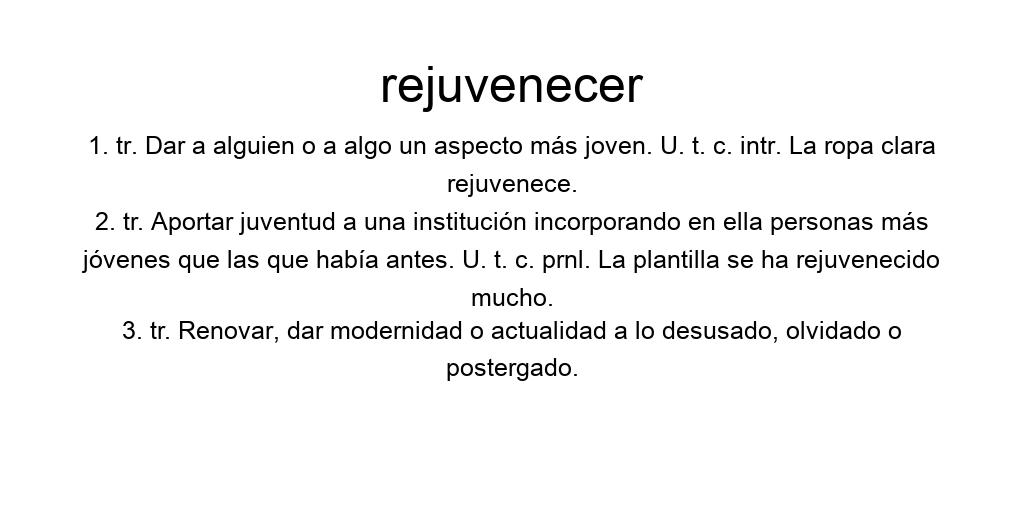 rejuvenecer
1. tr. Dar a alguien o a algo un aspecto más joven. U. t. c. intr. La ropa clara
rejuvenece.
2. tr. Aportar juventud a una institución incorporando en ella personas más
jóvenes que las que había antes. U. t. c. prnl. La plantilla se ha rejuvenecido
mucho.
3. tr. Renovar, dar modernidad o actualidad a lo desusado, olvidado o
postergado.